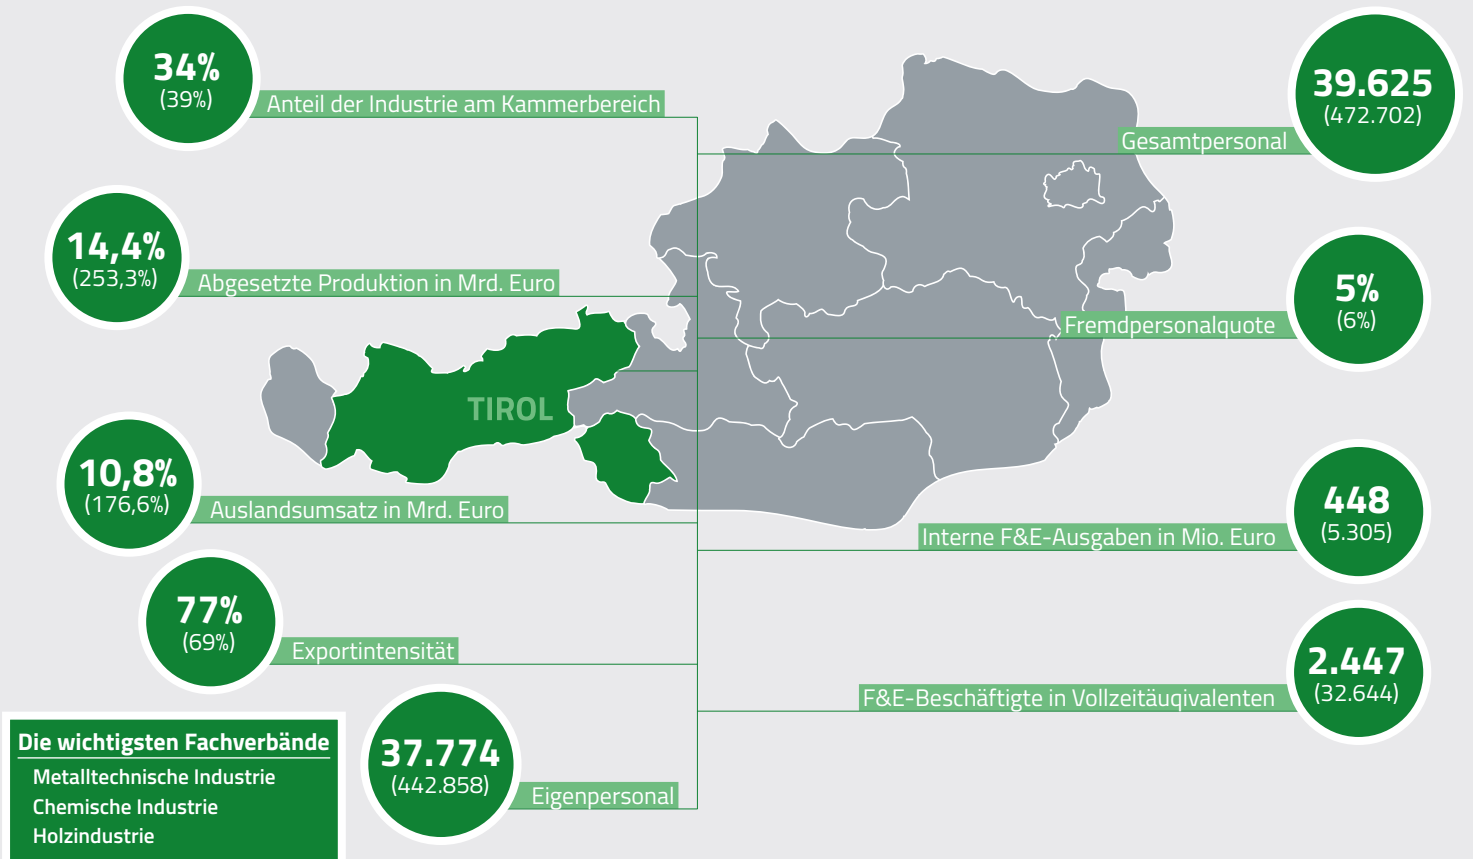 34%
(39%)
Anteil der Industrie am Kammerbereich
14,4%
(253,3%)
Abgesetzte Produktion in Mrd. Euro
TIROL
10,8%
(176,6%)
Auslandsumsatz in Mrd. Euro
77%
(69%)
Exportintensität
37.774
(442.858)
Eigenpersonal
Die wichtigsten Fachverbände
Metalltechnische Industrie
Chemische Industrie
Holzindustrie
39.625
(472.702)
Gesamtpersonal
5%
(6%)
Fremdpersonalquote
448
(5.305)
Interne F&E-Ausgaben in Mio. Euro
2.447
(32.644)
F&E-Beschäftigte in Vollzeitäuqivalenten